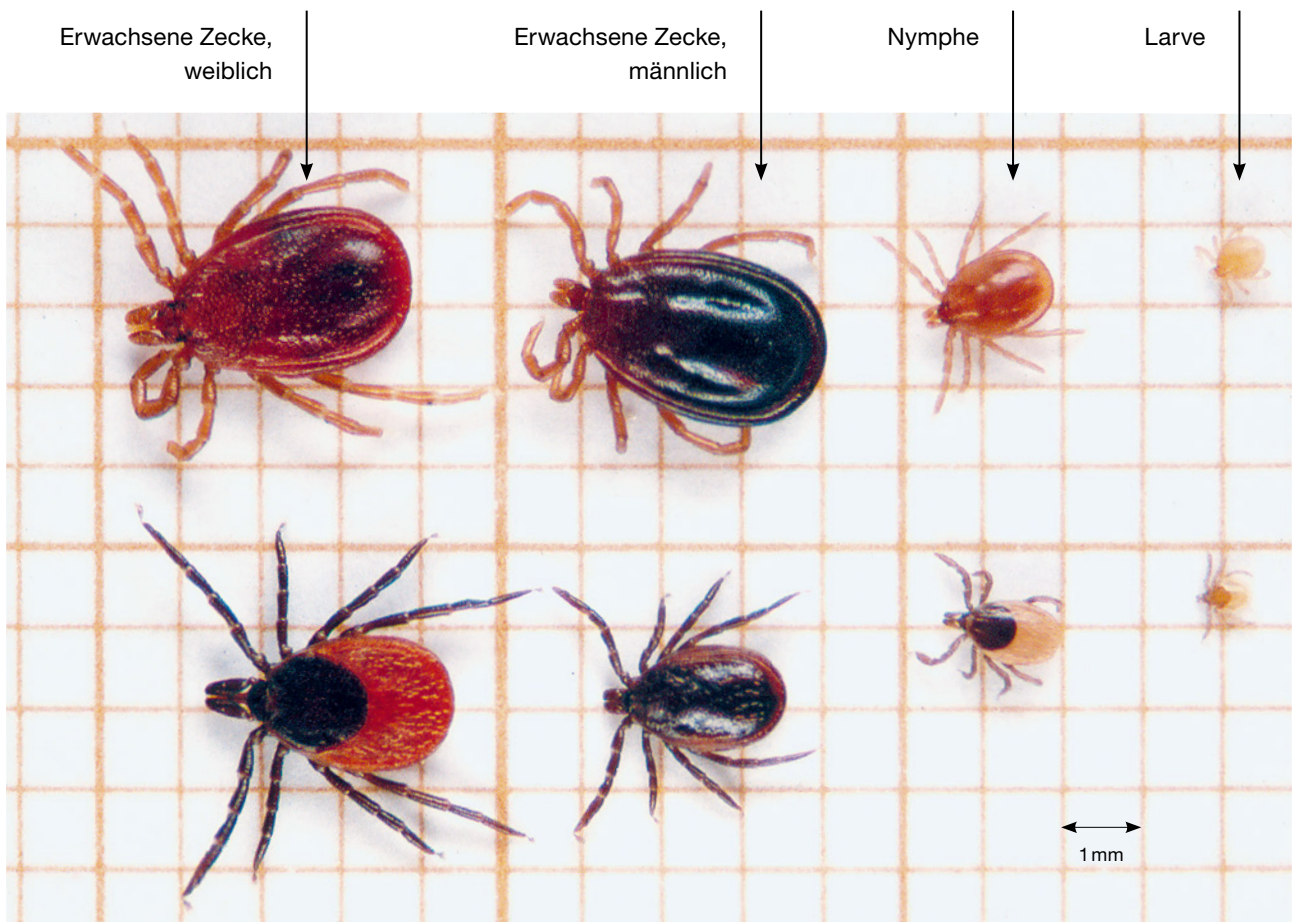 Erwachsene Zecke,
weiblich
Erwachsene Zecke,
männlich
Nymphe
Larve
1 mm